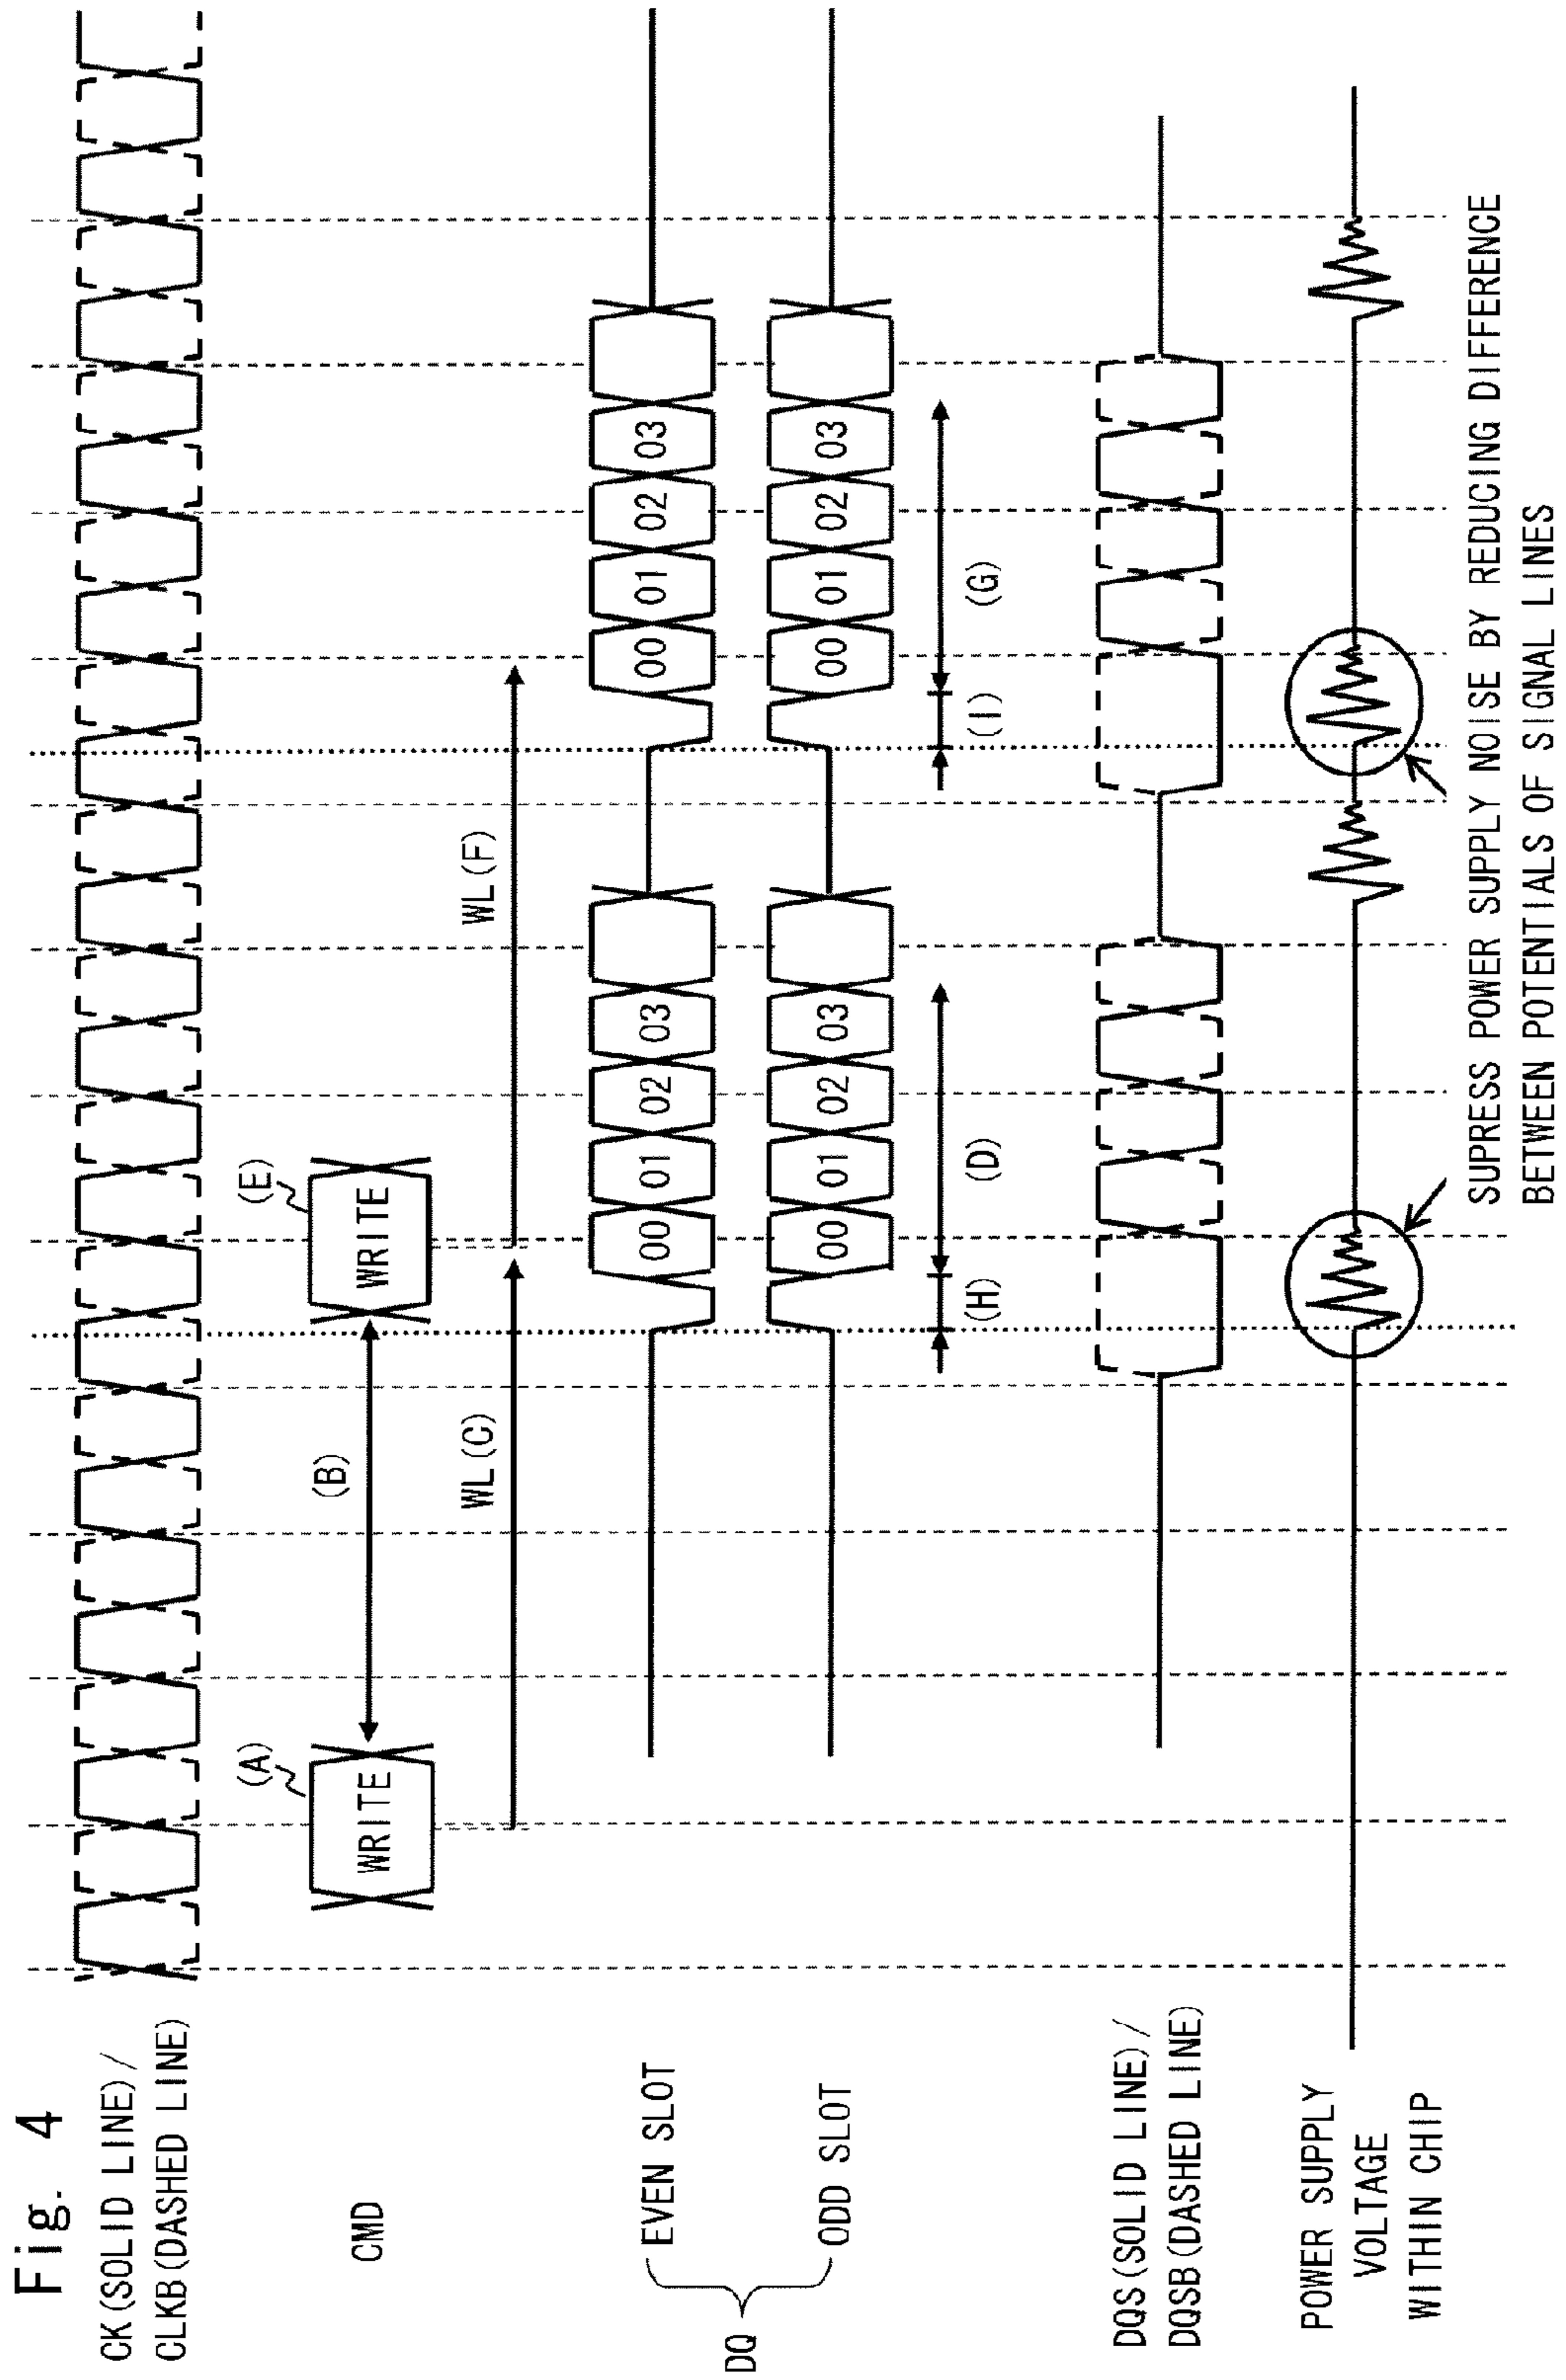 Fig. 4
CK(SOLID LINE)/
CLKB(DASHED LINE)
CMD
(A)
WRITE
(B)
(E)
WRITE
WL(C)
WL(F)
DQ
EVEN SLOT
00 01 02 03
00 01 02 03
ODD SLOT
00 01 02 03
00 01 02 03
(H)
(D)
(I)
(G)
DQS(SOLID LINE)/
DQSB(DASHED LINE)
POWER SUPPLY
VOLTAGE
WITHIN CHIP
SUPRESS POWER SUPPLY NOISE BY REDUCING DIFFERENCE
BETWEEN POTENTIALS OF SIGNAL LINES